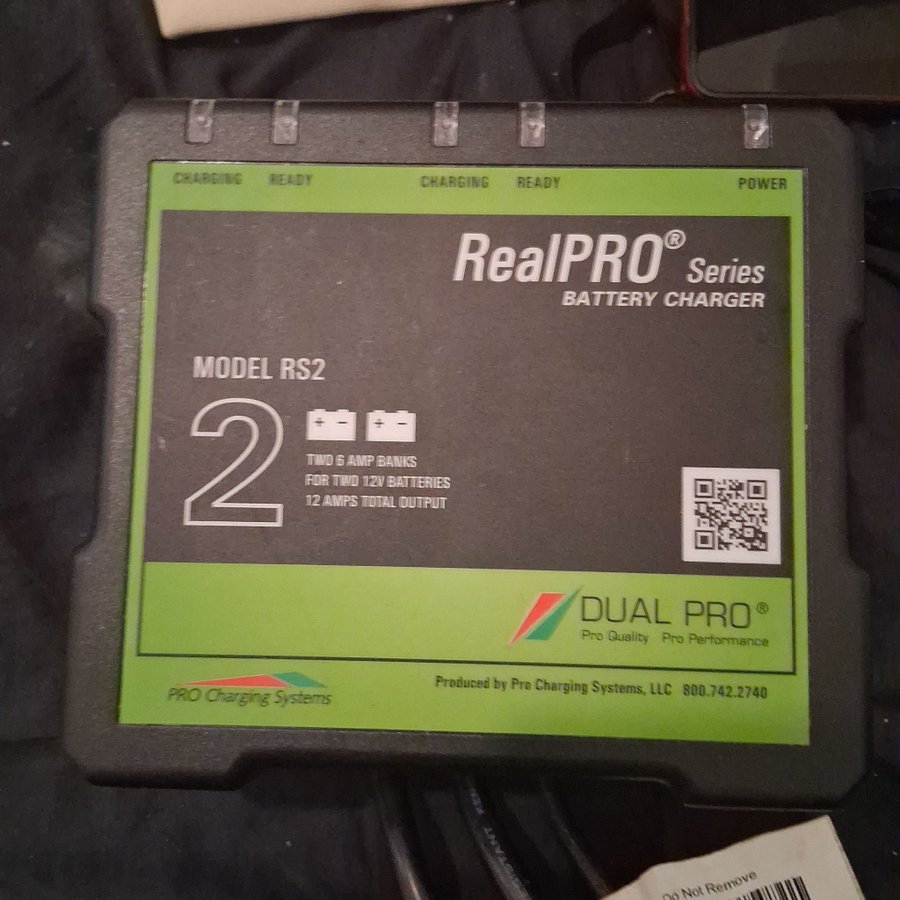 CHARGING READY CHARGING READY POWER
RealPRO® Series
BATTERY CHARGER
MODEL RS2
2
+ - + -
TWO 6 AMP BANKS
FOR TWO 12V BATTERIES
12 AMPS TOTAL OUTPUT
DUAL PRO®
Pro Quality Pro Performance
PRO Charging Systems
Produced by Pro Charging Systems, LLC 800.742.2740
Do Not Remove